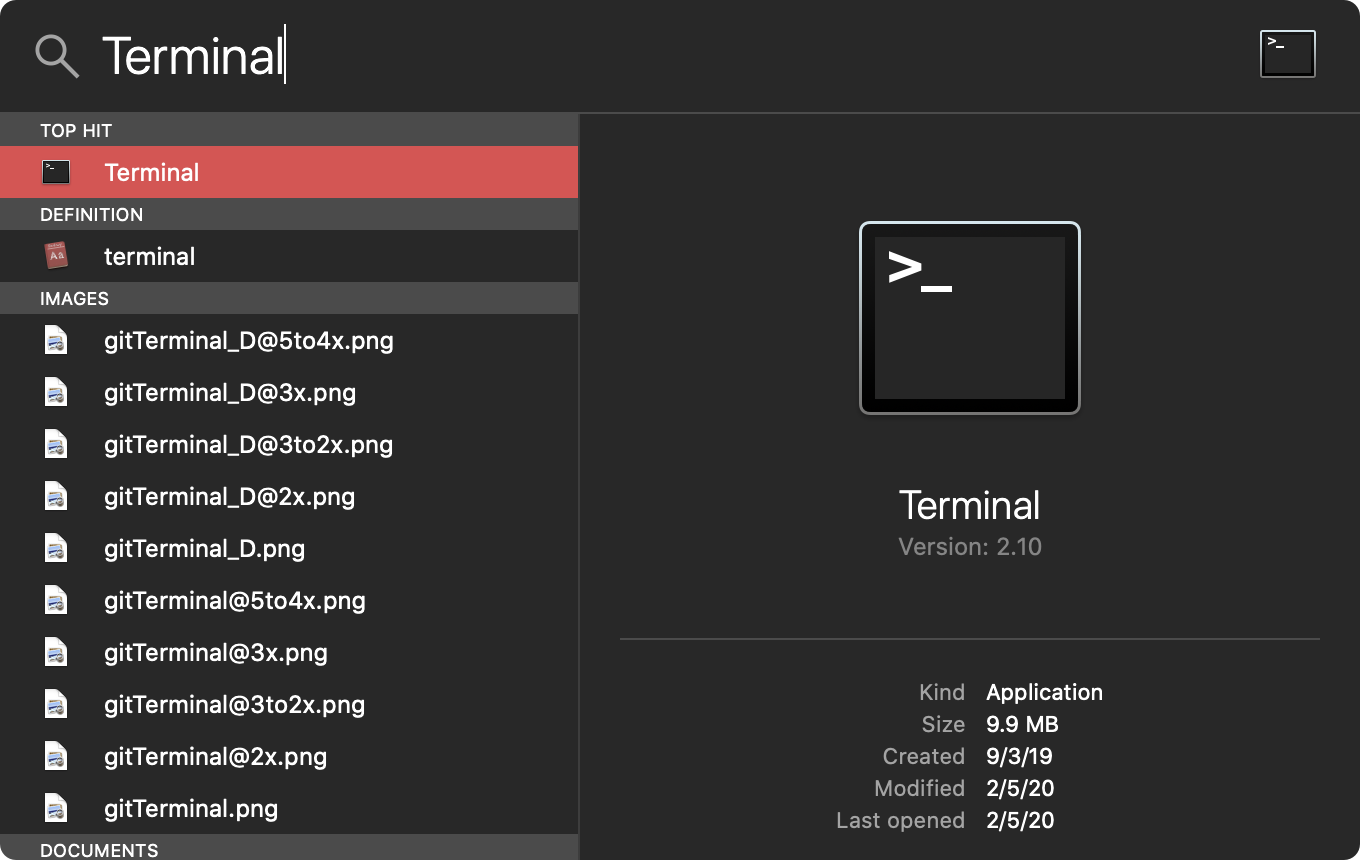 Terminal
>_
TOP HIT
Terminal
DEFINITION
terminal
IMAGES
gitTerminal_D@5to4x.png
gitTerminal_D@3x.png
gitTerminal_D@3to2x.png
gitTerminal_D@2x.png
gitTerminal_D.png
gitTerminal@5to4x.png
gitTerminal@3x.png
gitTerminal@3to2x.png
gitTerminal@2x.png
gitTerminal.png
DOCUMENTS
>_
Terminal
Version: 2.10
Kind Application
Size 9.9 MB
Created 9/3/19
Modified 2/5/20
Last opened 2/5/20